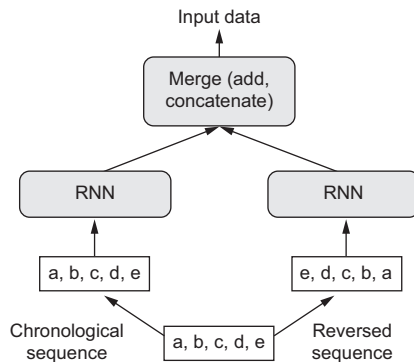 Input data
Merge (add,
concatenate)
RNN
RNN
a, b, c, d, e
e, d, c, b, a
Chronological
sequence
a, b, c, d, e
Reversed
sequence